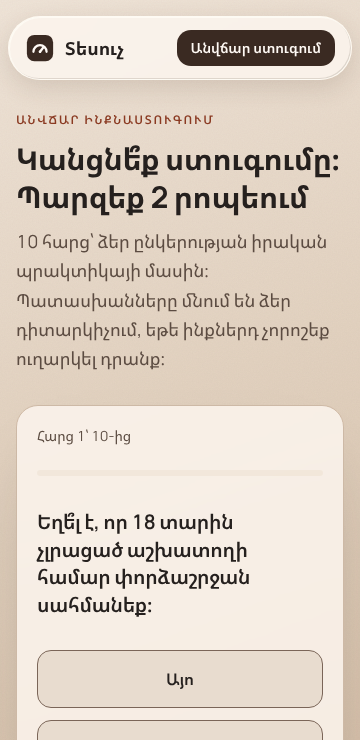 Տեսուչ
Անվճար ստուգում
ԱՆՎՃԱՐ ԻՆՔՆԱՍՏՈՒԳՈՒՄ
Կանցնե՞ք ստուգումը։
Պարզեք 2 րոպեում
10 հարց՝ ձեր ընկերության իրական
պրակտիկայի մասին։
Պատասխանները մնում են ձեր
դիտարկիչում, եթե ինքներդ չորոշեք
ուղարկել դրանք։
Հարց 1՝ 10-ից
Եղե՞լ է, որ 18 տարին
չլրացած աշխատողի
համար փորձաշրջան
սահմանեք։
Այո